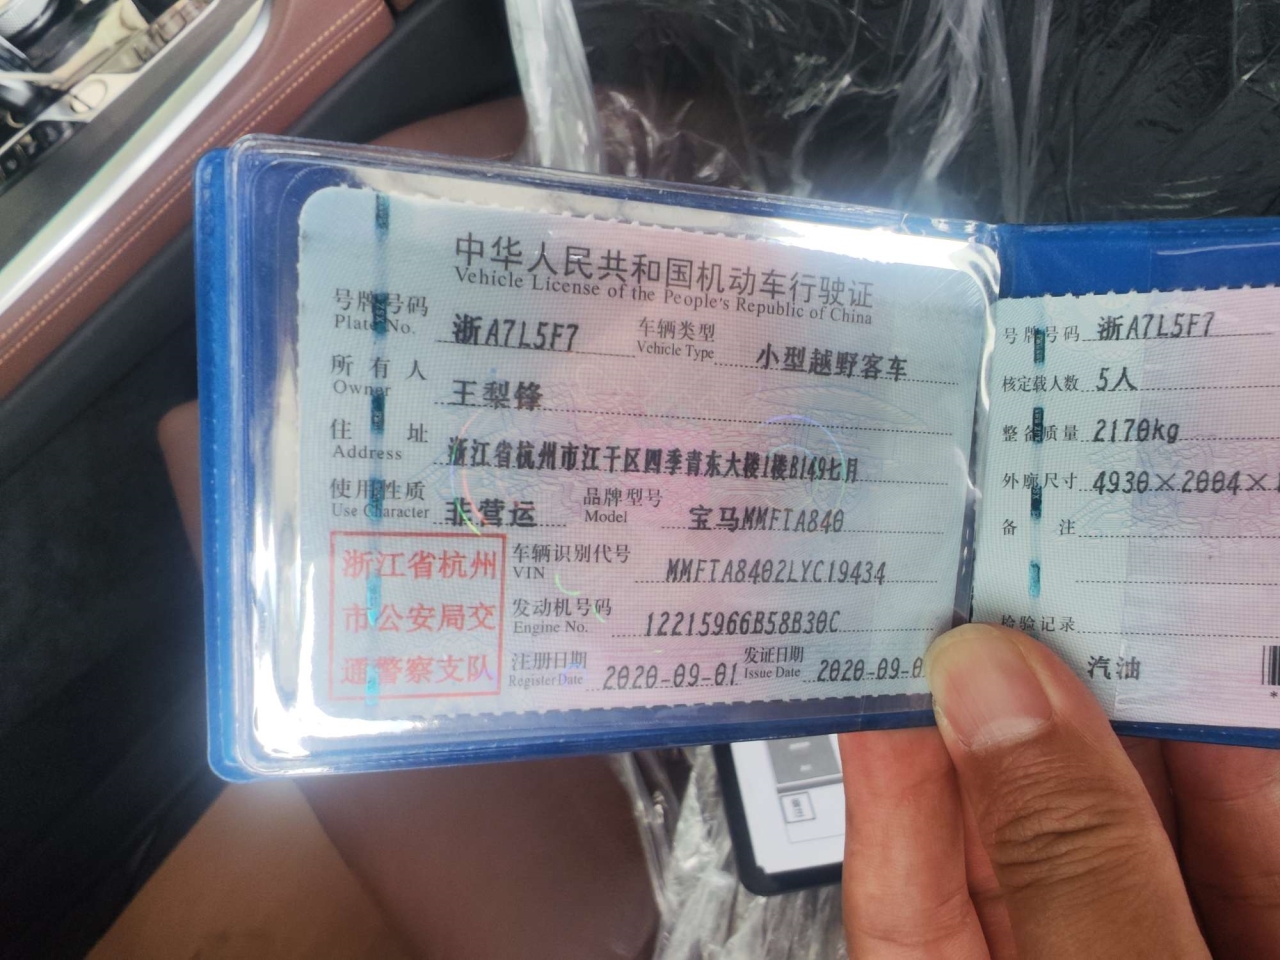 中华人民共和国机动车行驶证
Vehicle License of the People's Republic of China
号牌号码 浙A7L5F7 车辆类型 小型越野客车
Plate No. Vehicle Type
所有人 王梨锋
Owner
住址 浙江省杭州市江干区四季青东大楼1楼B149七月
Address
使用性质 非营运 品牌型号 宝马MMFTA840
Use Character Model
浙江省杭州
市公安局交
通警察支队
车辆识别代号 MMFTA8402LYC19434
VIN
发动机号码 12215966B58B30C
Engine No.
注册日期 2020-09-01 发证日期 2020-09-0
Register Date Issue Date
号牌号码 浙A7L5F7
核定载人数 5人
整备质量 2170kg
外廓尺寸 4930×2004×
备注
检验记录
汽油